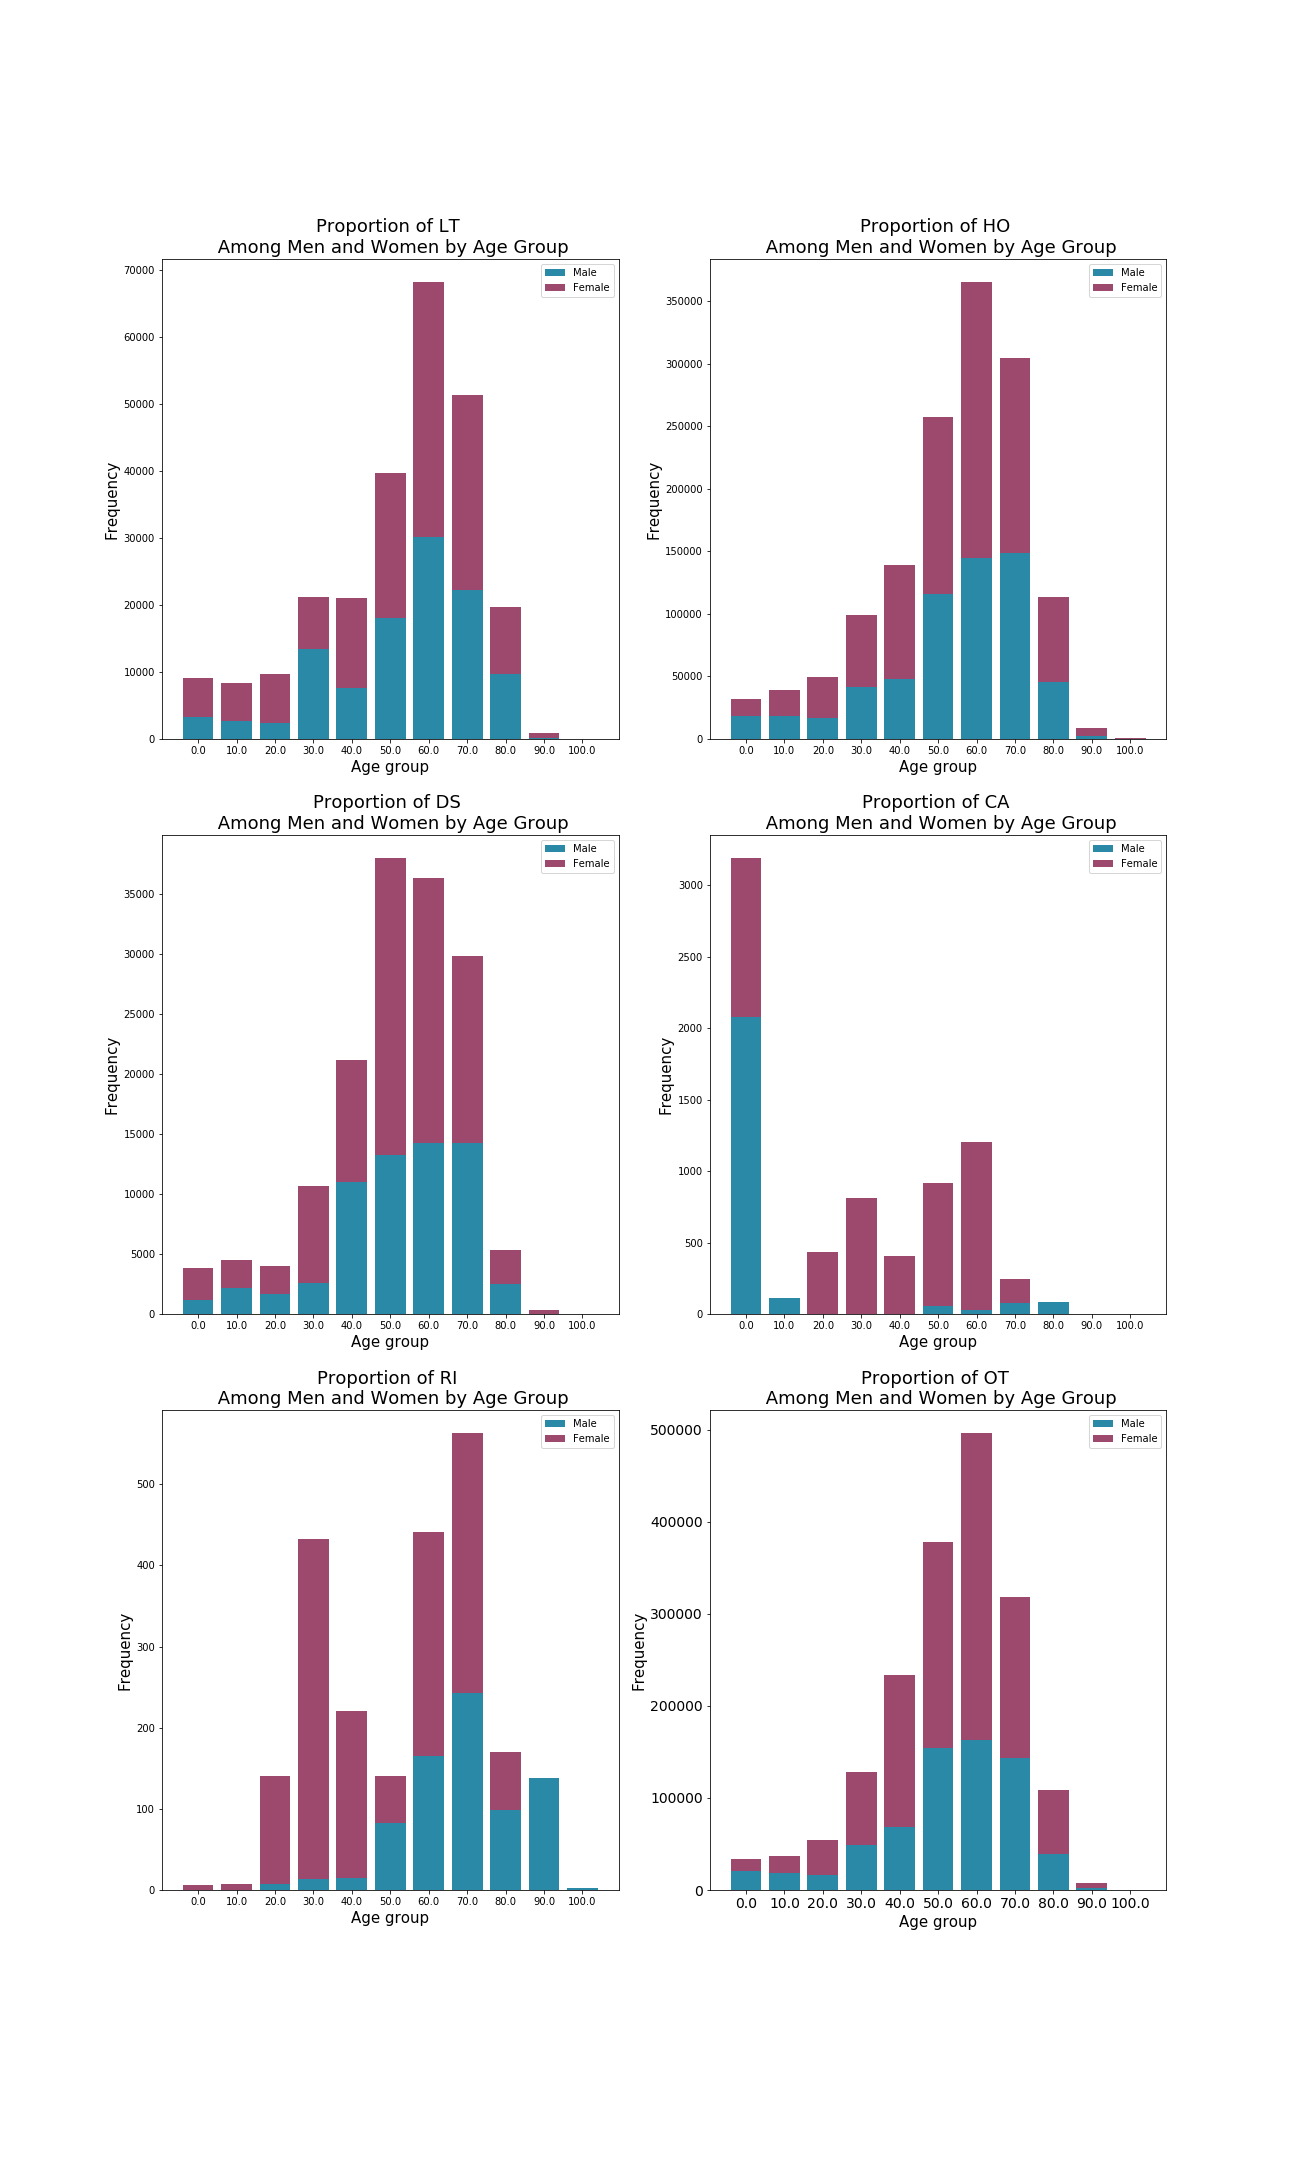 Proportion of LT
Among Men and Women by Age Group
Male
Female
70000
60000
50000
40000
30000
20000
10000
0
Frequency
0.0 10.0 20.0 30.0 40.0 50.0 60.0 70.0 80.0 90.0 100.0
Age group
Proportion of HO
Among Men and Women by Age Group
Male
Female
350000
300000
250000
200000
150000
100000
50000
0
Frequency
0.0 10.0 20.0 30.0 40.0 50.0 60.0 70.0 80.0 90.0 100.0
Age group
Proportion of DS
Among Men and Women by Age Group
Male
Female
35000
30000
25000
20000
15000
10000
5000
0
Frequency
0.0 10.0 20.0 30.0 40.0 50.0 60.0 70.0 80.0 90.0 100.0
Age group
Proportion of CA
Among Men and Women by Age Group
Male
Female
3000
2500
2000
1500
1000
500
0
Frequency
0.0 10.0 20.0 30.0 40.0 50.0 60.0 70.0 80.0 90.0 100.0
Age group
Proportion of RI
Among Men and Women by Age Group
Male
Female
500
400
300
200
100
0
Frequency
0.0 10.0 20.0 30.0 40.0 50.0 60.0 70.0 80.0 90.0 100.0
Age group
Proportion of OT
Among Men and Women by Age Group
Male
Female
500000
400000
300000
200000
100000
0
Frequency
0.0 10.0 20.0 30.0 40.0 50.0 60.0 70.0 80.0 90.0 100.0
Age group